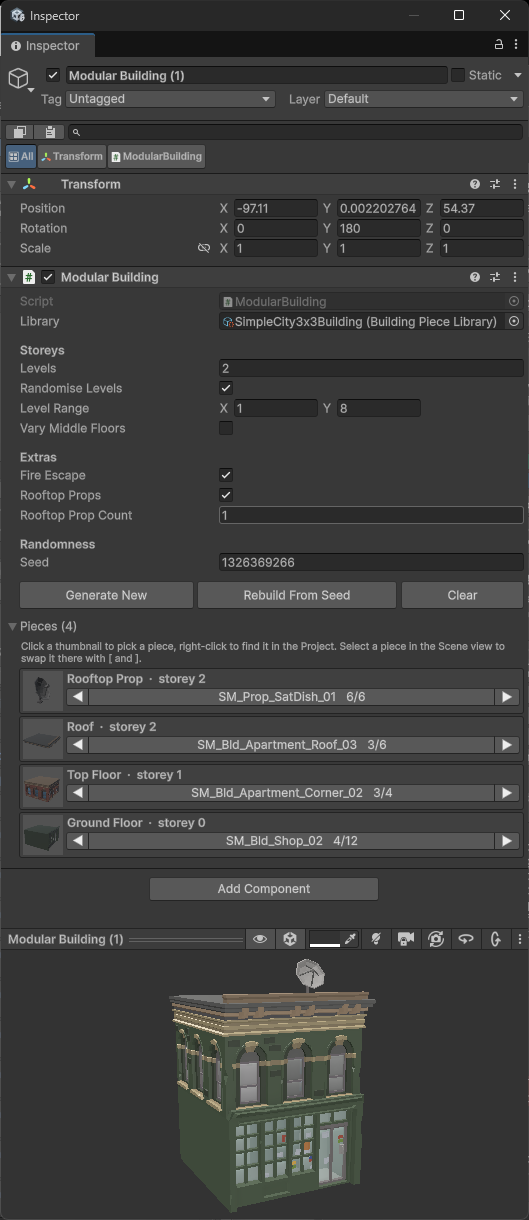 Inspector
Inspector
Modular Building (1) Static
Tag Untagged Layer Default
All Transform ModularBuilding
Transform
Position X -97.11 Y 0.002202764 Z 54.37
Rotation X 0 Y 180 Z 0
Scale X 1 Y 1 Z 1
# Modular Building
Script ModularBuilding
Library SimpleCity3x3Building (Building Piece Library)
Storeys
Levels 2
Randomise Levels
Level Range X 1 Y 8
Vary Middle Floors
Extras
Fire Escape
Rooftop Props
Rooftop Prop Count 1
Randomness
Seed 1326369266
Generate New Rebuild From Seed Clear
Pieces (4)
Click a thumbnail to pick a piece, right-click to find it in the Project. Select a piece in the Scene view to
swap it there with [ and ].
Rooftop Prop · storey 2
SM_Prop_SatDish_01 6/6
Roof · storey 2
SM_Bld_Apartment_Roof_03 3/6
Top Floor · storey 1
SM_Bld_Apartment_Corner_02 3/4
Ground Floor · storey 0
SM_Bld_Shop_02 4/12
Add Component
Modular Building (1)